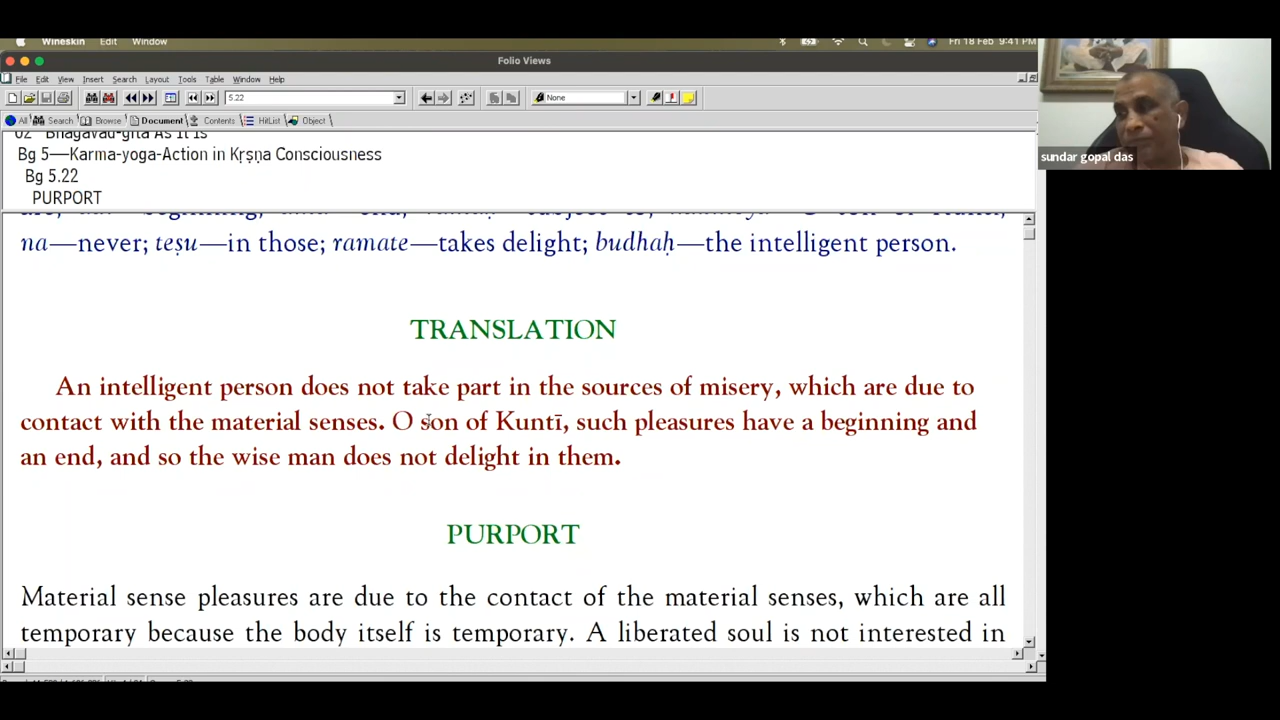 Wineskin Edit Window Fri 18 Feb 9:41 PM
Folio Views
File Edit View Insert Search Layout Tools Table Window Help
5.22 None
All Search Browse Document Contents HitList Object
02 Bhagavad-gita As It Is
Bg 5—Karma-yoga-Action in Kṛṣṇa Consciousness
Bg 5.22
PURPORT
na—never; teṣu—in those; ramate—takes delight; budhaḥ—the intelligent person.
TRANSLATION
An intelligent person does not take part in the sources of misery, which are due to
contact with the material senses. O son of Kuntī, such pleasures have a beginning and
an end, and so the wise man does not delight in them.
PURPORT
Material sense pleasures are due to the contact of the material senses, which are all
temporary because the body itself is temporary. A liberated soul is not interested in
sundar gopal das